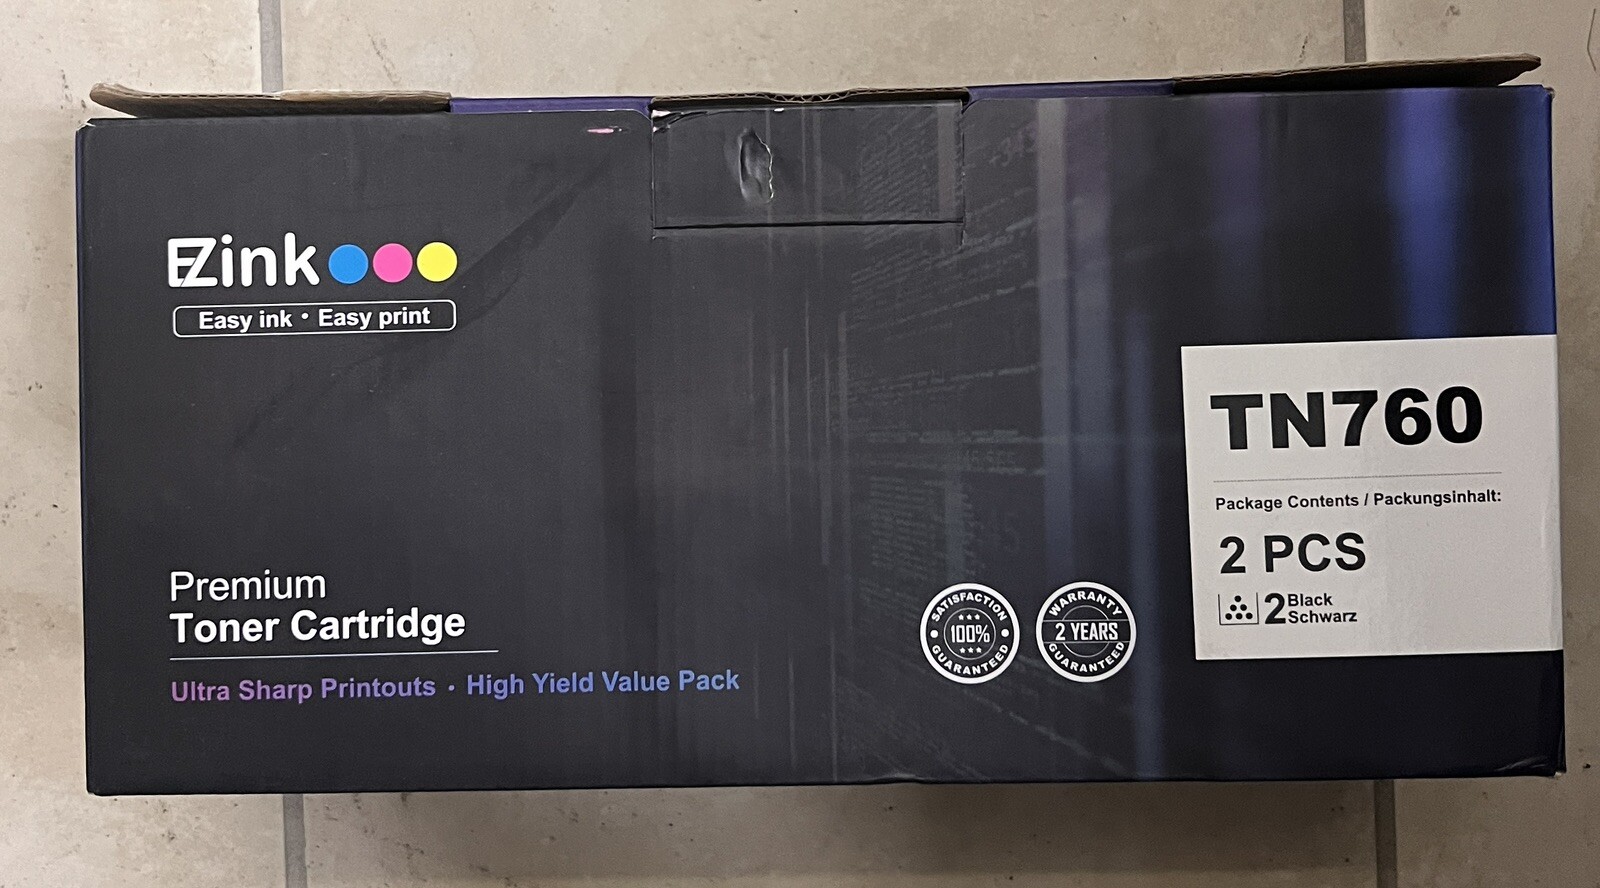 EZink
Easy ink • Easy print
TN760
Package Contents / Packungsinhalt:
2 PCS
2 Black
Schwarz
Premium
Toner Cartridge
Ultra Sharp Printouts • High Yield Value Pack
SATISFACTION
100%
GUARANTEED
WARRANTY
2 YEARS
GUARANTEED